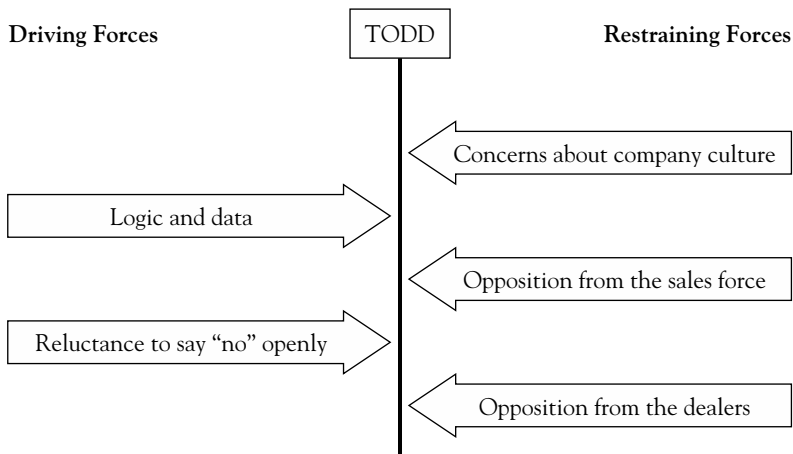 Driving Forces
TODD
Restraining Forces
Concerns about company culture
Logic and data
Opposition from the sales force
Reluctance to say “no” openly
Opposition from the dealers